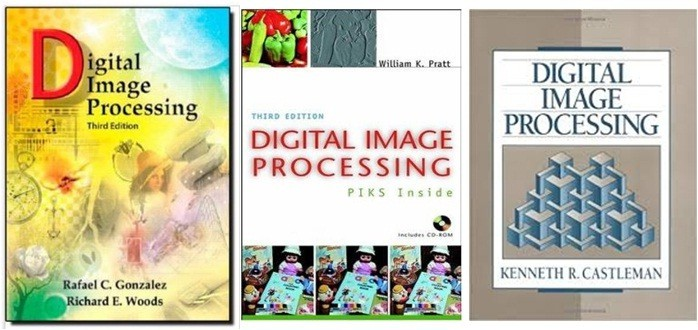 Digital
Image
Processing
Third Edition
Rafael C. Gonzalez
Richard E. Woods
William K. Pratt
THIRD EDITION
DIGITAL IMAGE
PROCESSING
PIKS Inside
Includes CD-ROM
DIGITAL
IMAGE
PROCESSING
KENNETH R. CASTLEMAN